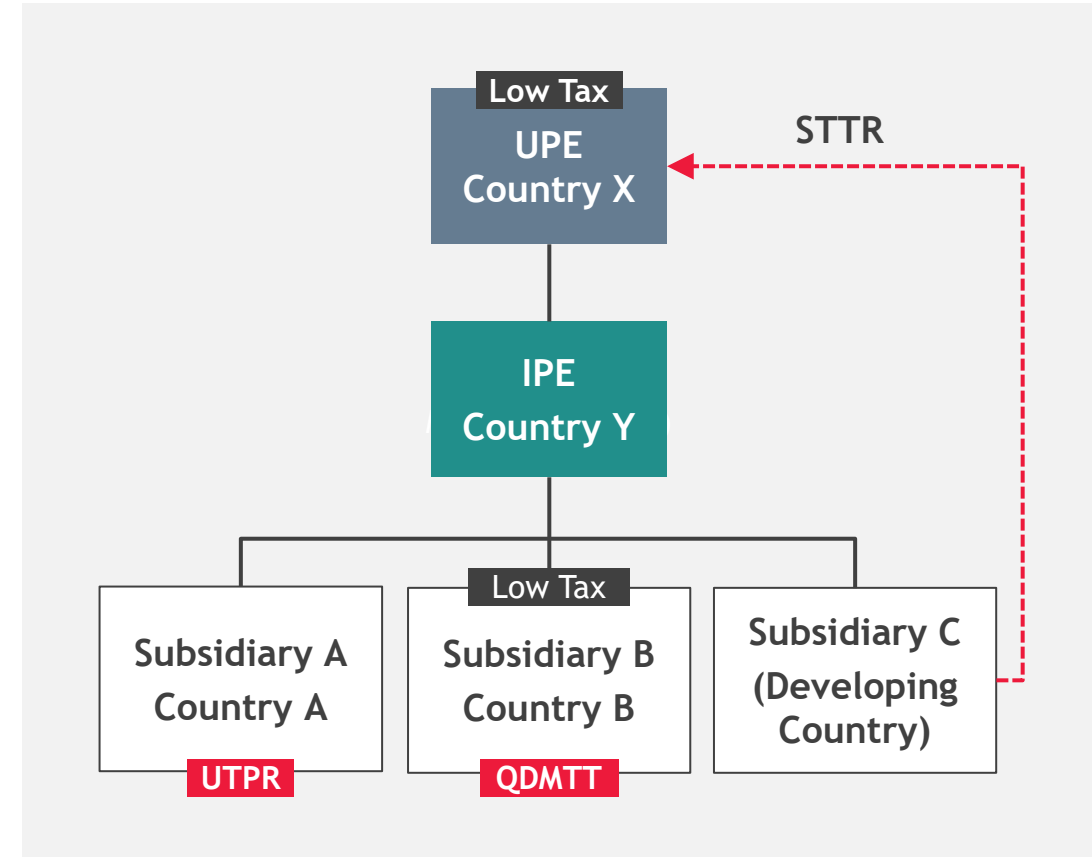 Low Tax
UPE
Country X
STTR
IPE
Country Y
Subsidiary A
Country A
UTPR
Low Tax
Subsidiary B
Country B
QDMTT
Subsidiary C
(Developing
Country)